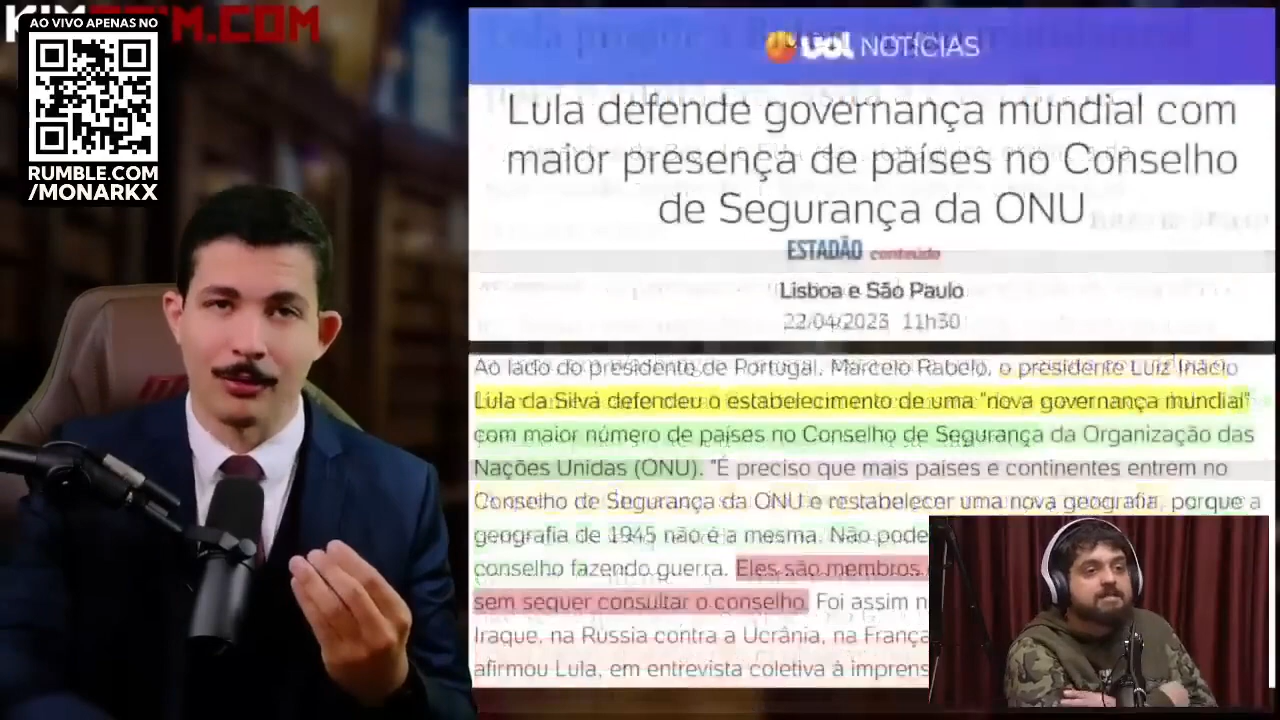 AO VIVO APENAS NO
RUMBLE.COM
/MONARKX
uol NOTÍCIAS
Lula defende governança mundial com
maior presença de países no Conselho
de Segurança da ONU
ESTADÃO conteúdo
Lisboa e São Paulo
22/04/2023 11h30
Ao lado do presidente de Portugal, Marcelo Rabelo, o presidente Luiz Inácio
Lula da Silva defendeu o estabelecimento de uma "nova governança mundial"
com maior número de países no Conselho de Segurança da Organização das
Nações Unidas (ONU). "É preciso que mais países e continentes entrem no
Conselho de Segurança da ONU e restabelecer uma nova geografia, porque a
geografia de 1945 não é a mesma. Não pode
conselho fazendo guerra. Eles são membros
sem sequer consultar o conselho. Foi assim n
Iraque, na Rússia contra a Ucrânia, na França
afirmou Lula, em entrevista coletiva à imprens